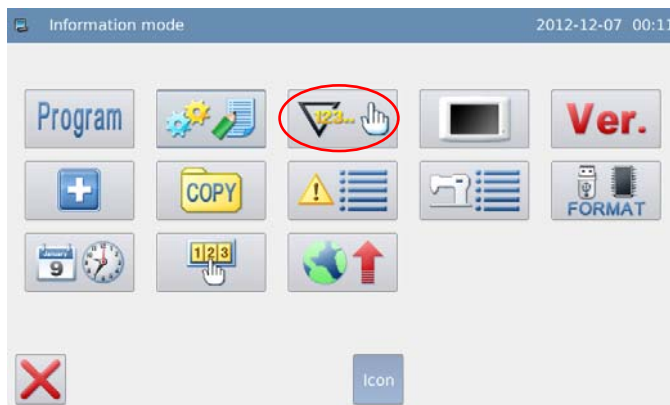 Information mode 2012-12-07 00:11
Program 123.. Ver.
COPY FORMAT
January 9 123
Icon